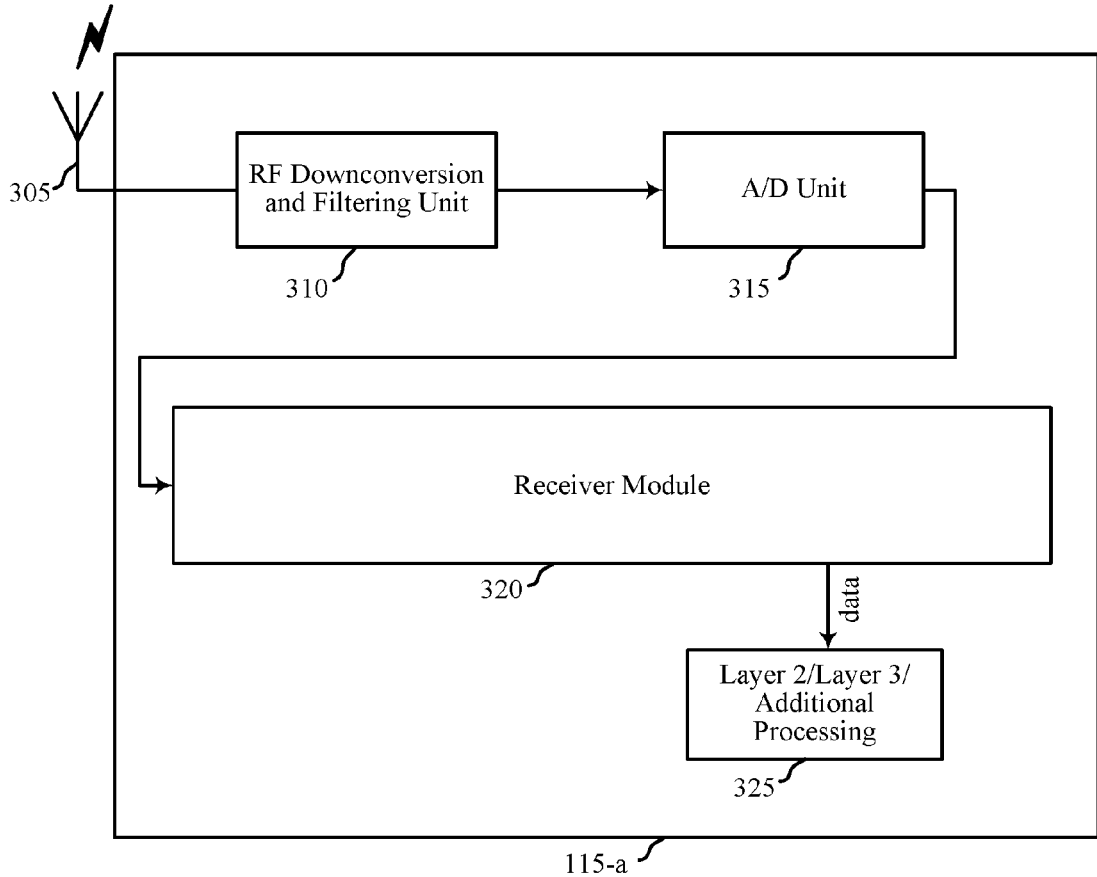 305
RF Downconversion
and Filtering Unit
310
A/D Unit
315
Receiver Module
320
data
Layer 2/Layer 3/
Additional
Processing
325
115-a